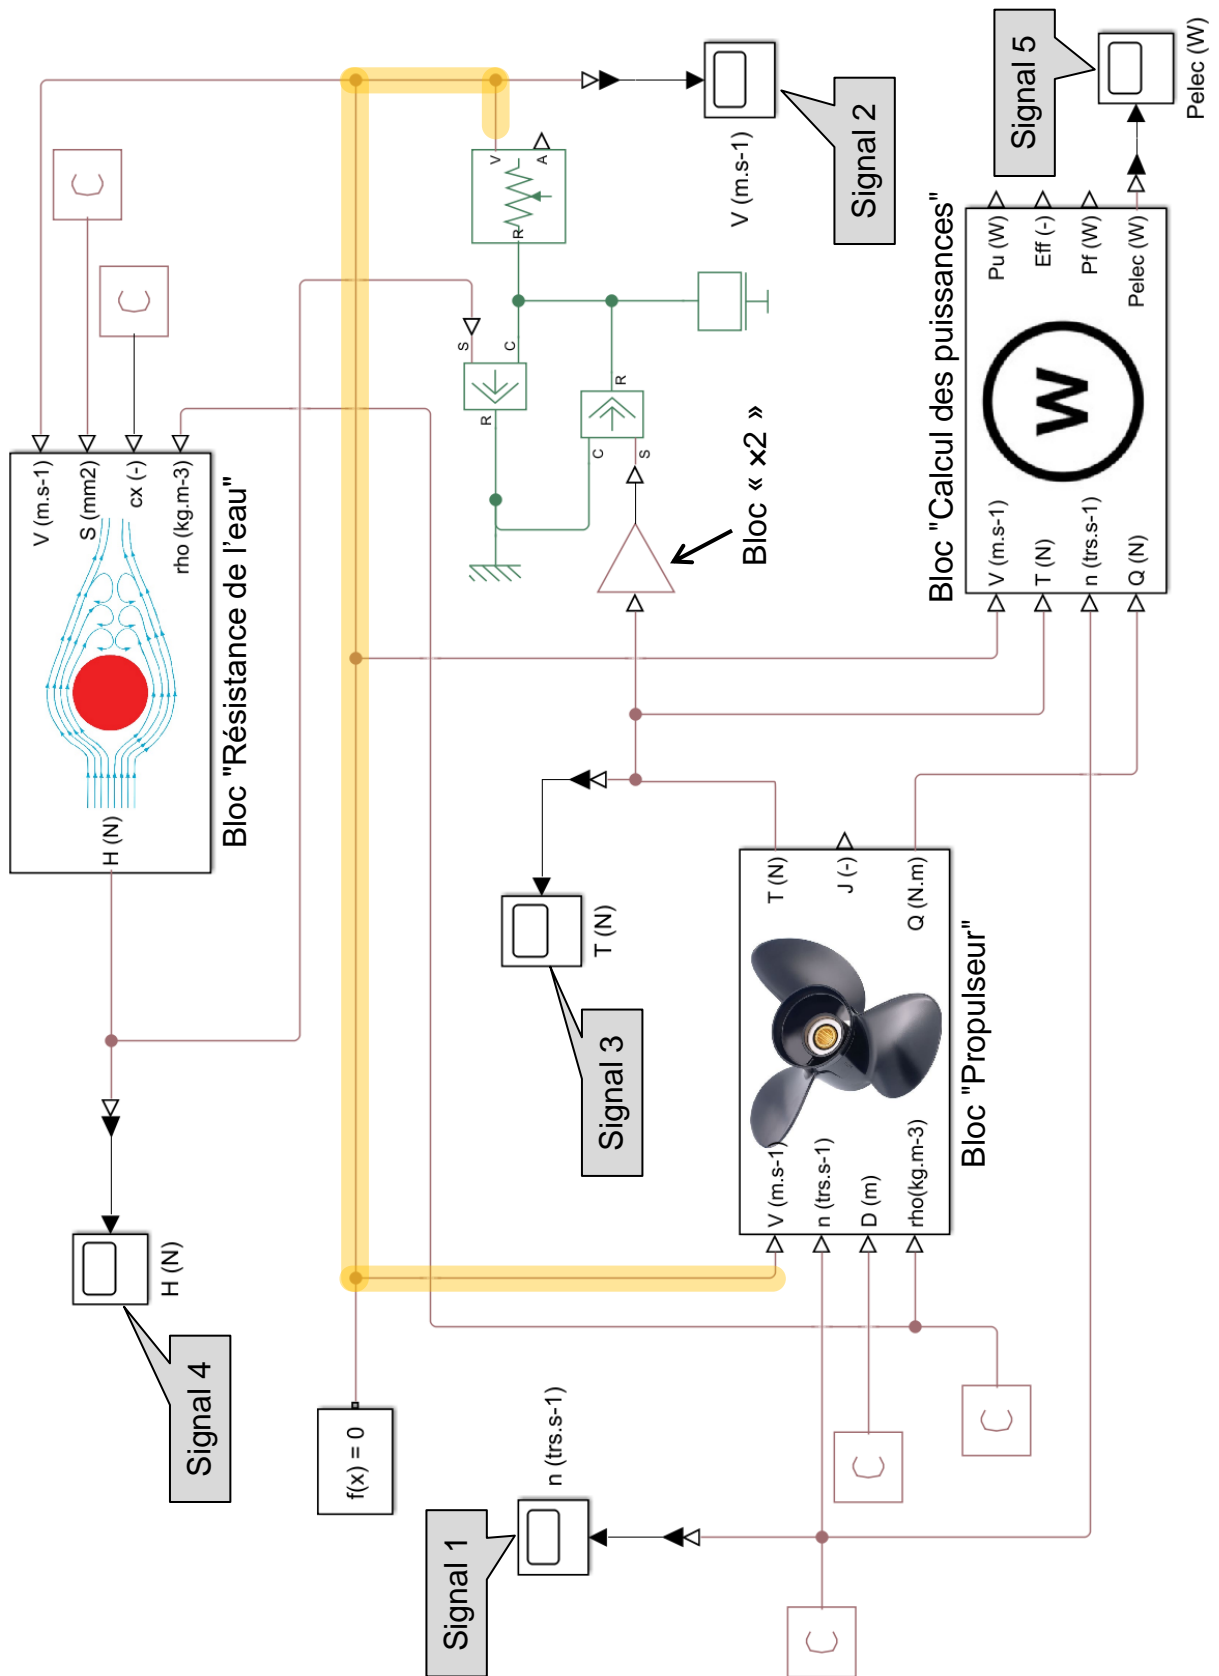 Signal 4
H (N)
H (N)
V (m.s-1)
S (mm2)
cx (-)
rho (kg.m-3)
Bloc "Résistance de l'eau"
C
C
f(x) = 0
Signal 1
n (trs.s-1)
Signal 3
T (N)
R
C
S
R
V
A
C
S
R
V (m.s-1)
Signal 2
Bloc « ×2 »
C
C
C
V (m.s-1)
n (trs.s-1)
D (m)
rho(kg.m-3)
T (N)
J (-)
Q (N.m)
Bloc "Propulseur"
Bloc "Calcul des puissances"
V (m.s-1)
T (N)
n (trs.s-1)
Q (N)
W
Pu (W)
Eff (-)
Pf (W)
Pelec (W)
Signal 5
Pelec (W)